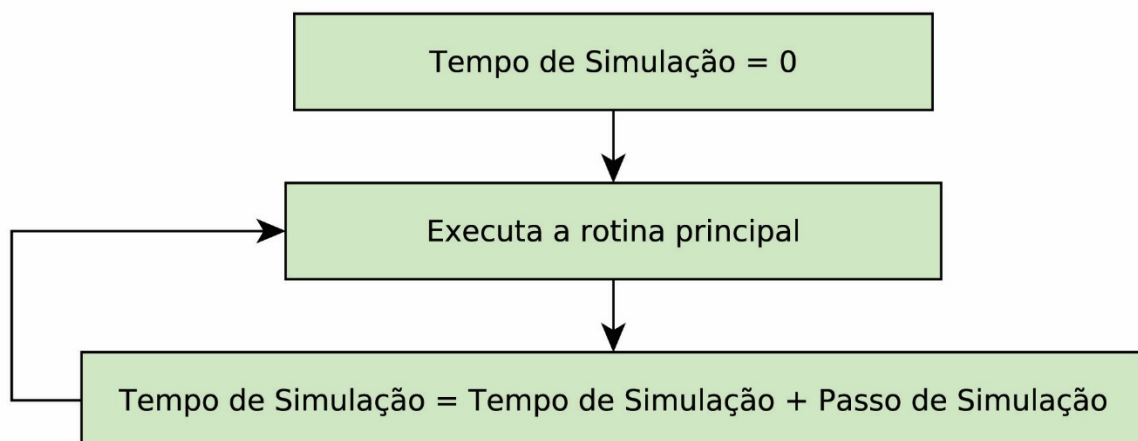 Tempo de Simulação = 0
Executa a rotina principal
Tempo de Simulação = Tempo de Simulação + Passo de Simulação